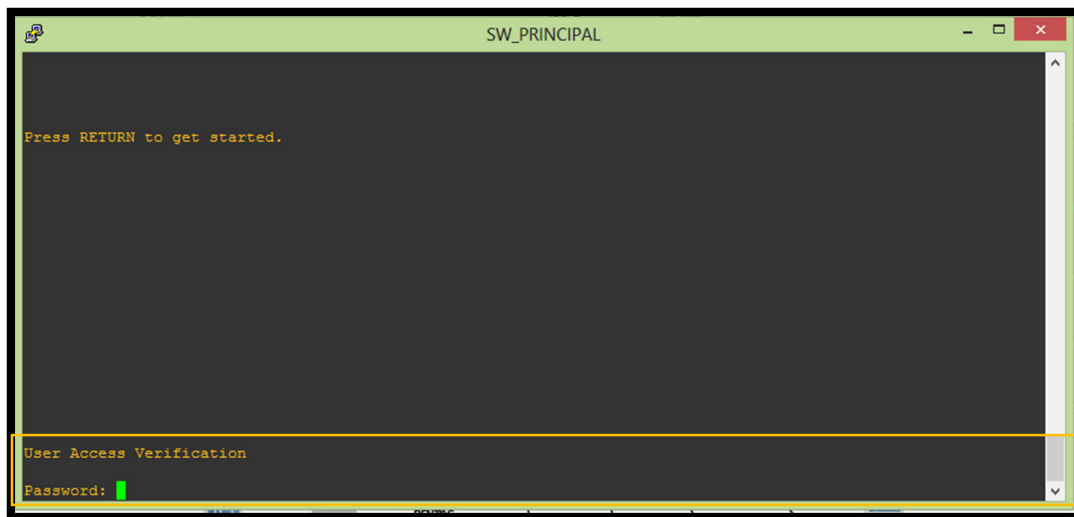 SW_PRINCIPAL
Press RETURN to get started.
User Access Verification
Password: